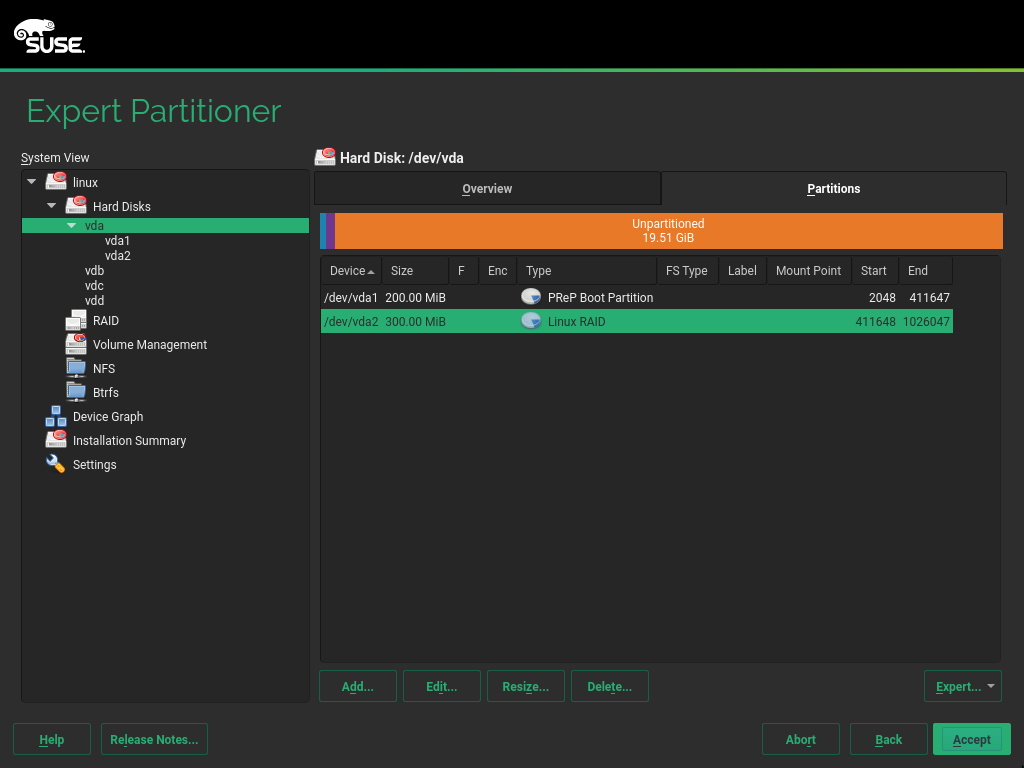 SUSE.
Expert Partitioner
System View
linux
Hard Disks
vda
vda1
vda2
vdb
vdc
vdd
RAID
Volume Management
NFS
Btrfs
Device Graph
Installation Summary
Settings
Hard Disk: /dev/vda
Overview Partitions
Unpartitioned
19.51 GiB
Device Size F Enc Type FS Type Label Mount Point Start End
/dev/vda1 200.00 MiB PReP Boot Partition 2048 411647
/dev/vda2 300.00 MiB Linux RAID 411648 1026047
Add... Edit... Resize... Delete... Expert...
Help Release Notes... Abort Back Accept